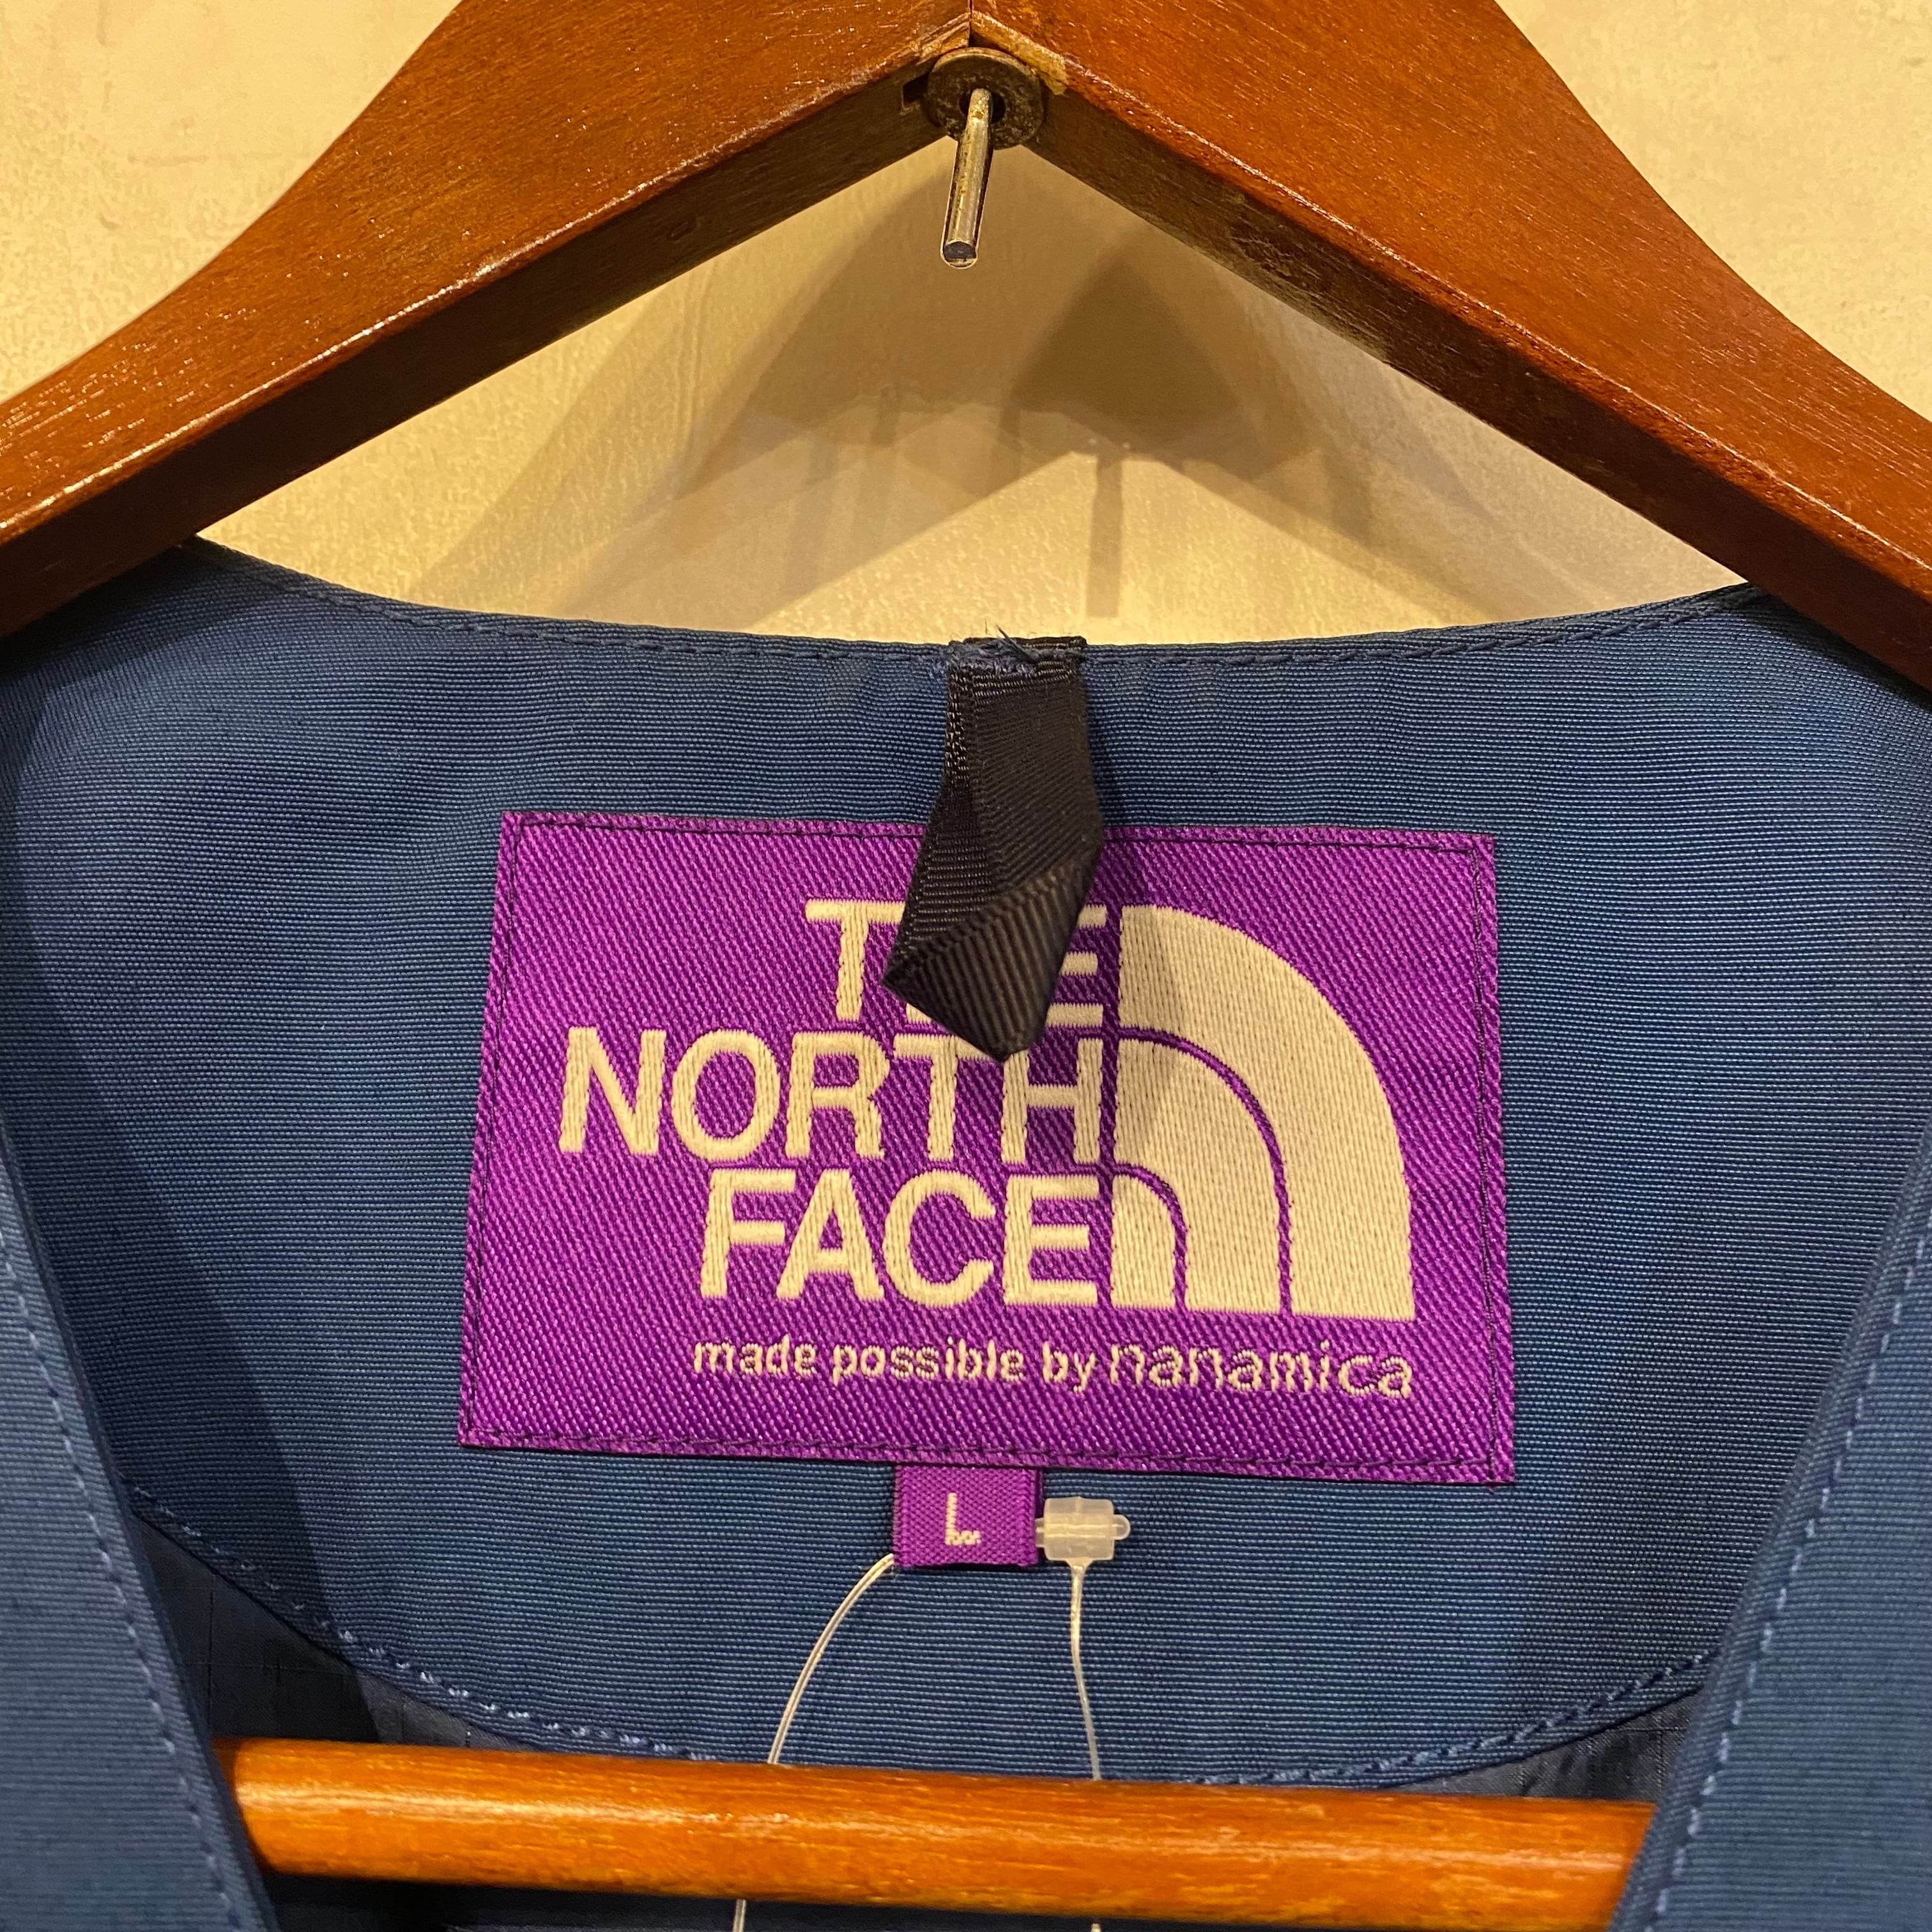 THE
NORTH
FACE
made possible by nanamica
L